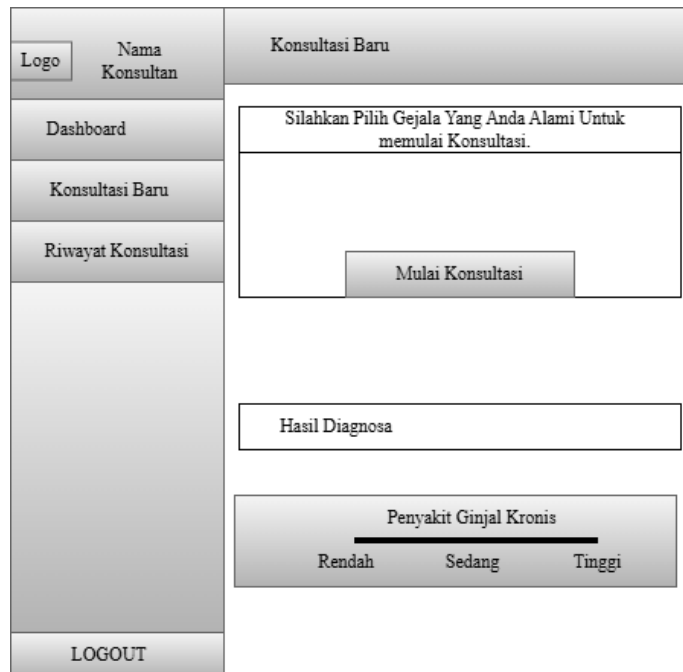 Logo
Nama
Konsultan
Konsultasi Baru
Dashboard
Konsultasi Baru
Riwayat Konsultasi
LOGOUT
Silahkan Pilih Gejala Yang Anda Alami Untuk
memulai Konsultasi.
Mulai Konsultasi
Hasil Diagnosa
Penyakit Ginjal Kronis
Rendah Sedang Tinggi